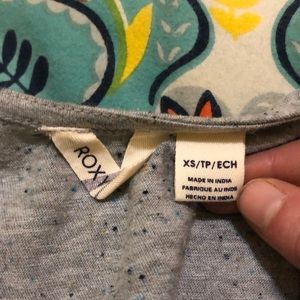 ROXY
XS/TP/ECH
MADE IN INDIA
FABRIQUE AU INDE
HECHO EN INDIA